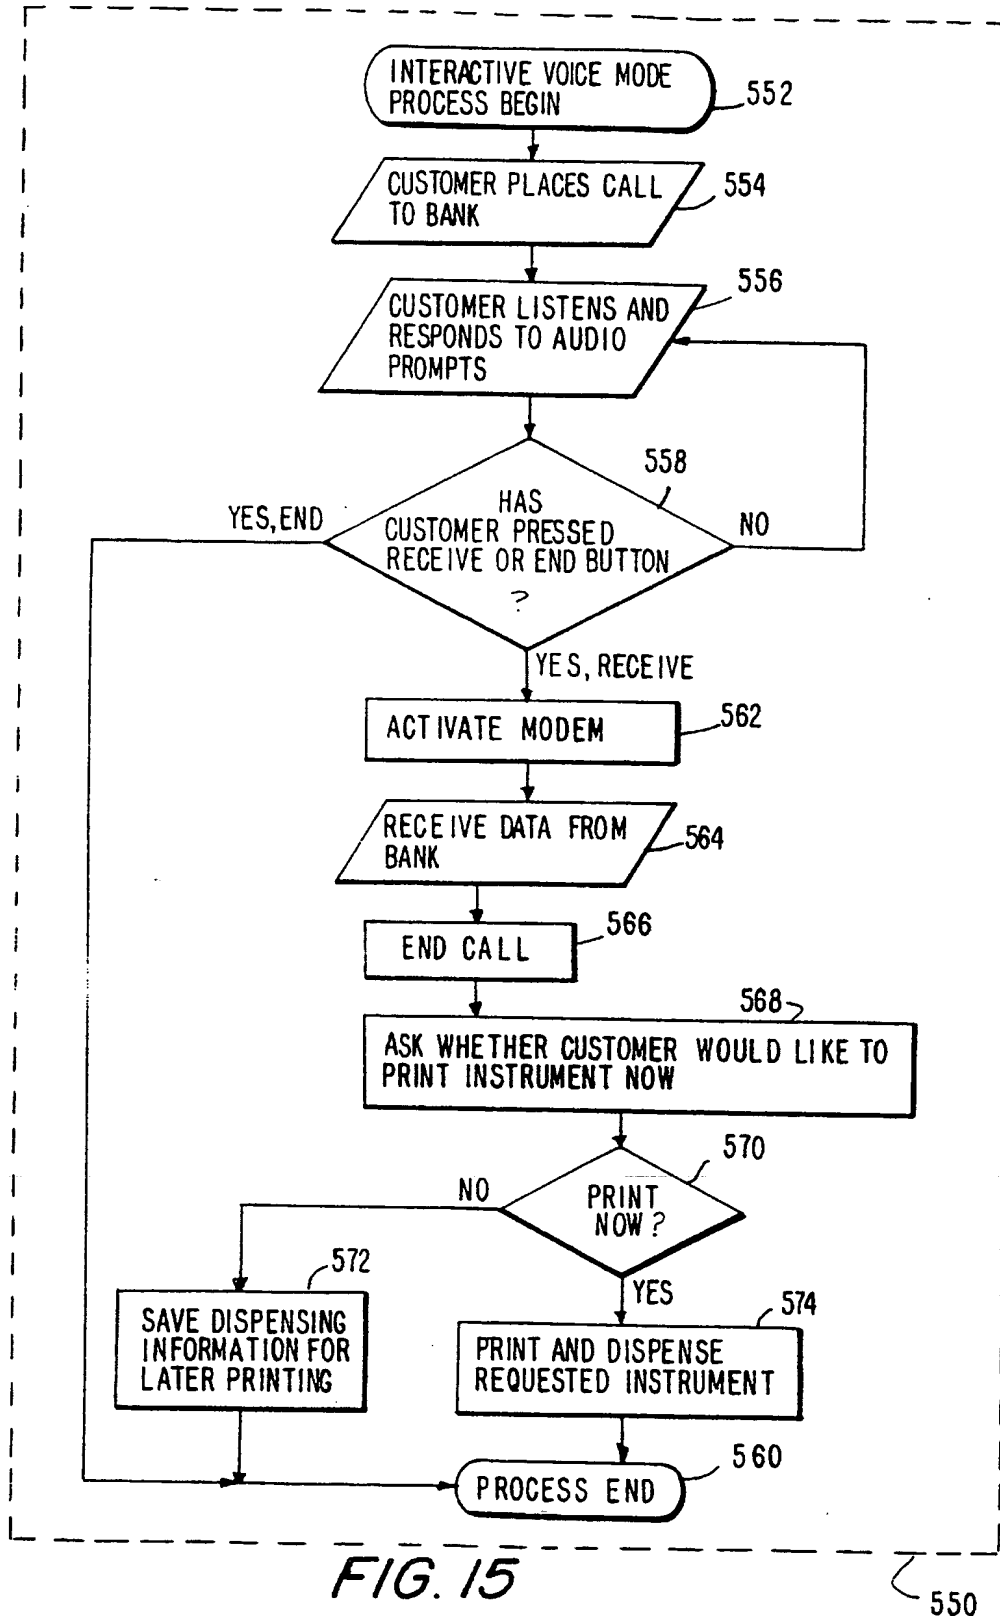 INTERACTIVE VOICE MODE
PROCESS BEGIN
552
CUSTOMER PLACES CALL
TO BANK
554
556
CUSTOMER LISTENS AND
RESPONDS TO AUDIO
PROMPTS
558
HAS
CUSTOMER PRESSED
RECEIVE OR END BUTTON
?
YES, END
NO
YES, RECEIVE
ACTIVATE MODEM
562
RECEIVE DATA FROM
BANK
564
END CALL
566
568
ASK WHETHER CUSTOMER WOULD LIKE TO
PRINT INSTRUMENT NOW
570
PRINT
NOW?
NO
YES
572
SAVE DISPENSING
INFORMATION FOR
LATER PRINTING
574
PRINT AND DISPENSE
REQUESTED INSTRUMENT
PROCESS END
560
FIG. 15
550